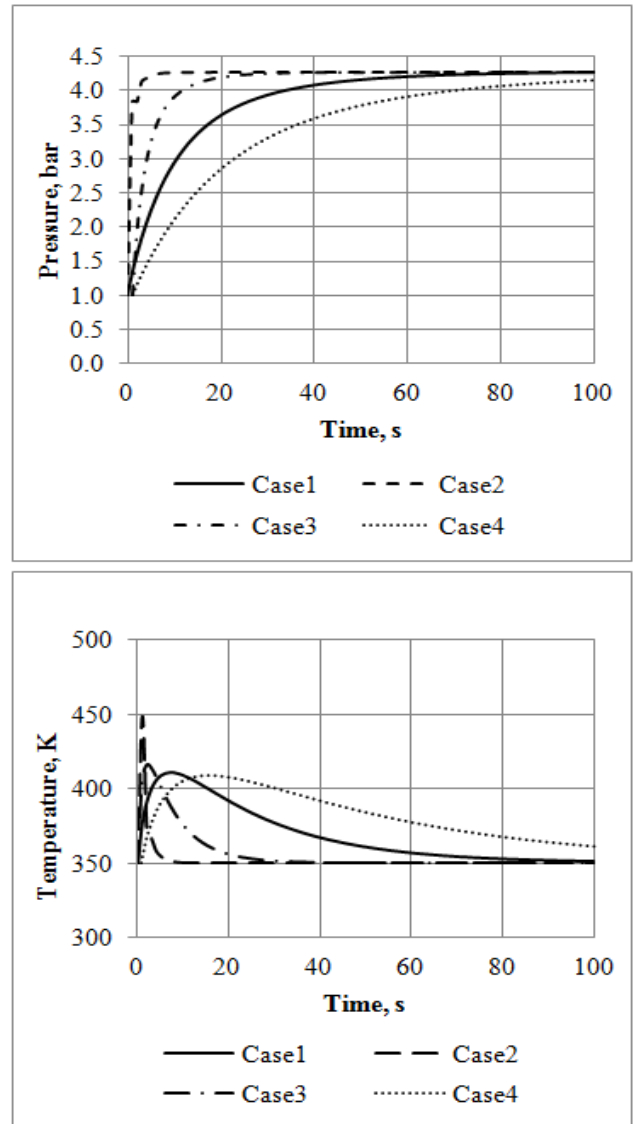 4.5
4.0
3.5
3.0
2.5
2.0
1.5
1.0
0.5
0.0
Pressure, bar
0 20 40 60 80 100
Time, s
Case1 Case2
Case3 Case4
500
450
400
350
300
Temperature, K
0 20 40 60 80 100
Time, s
Case1 Case2
Case3 Case4